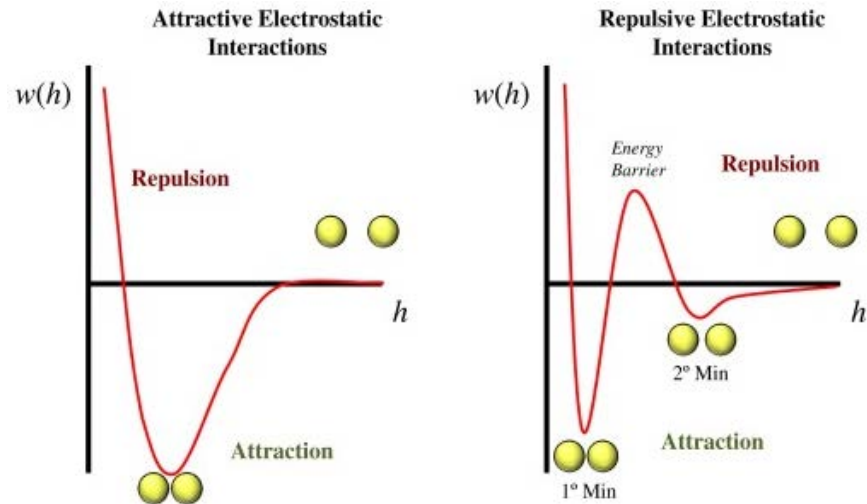 Attractive Electrostatic
Interactions
w(h)
Repulsion
h
Attraction
Repulsive Electrostatic
Interactions
w(h)
Energy
Barrier
Repulsion
h
2º Min
Attraction
1º Min